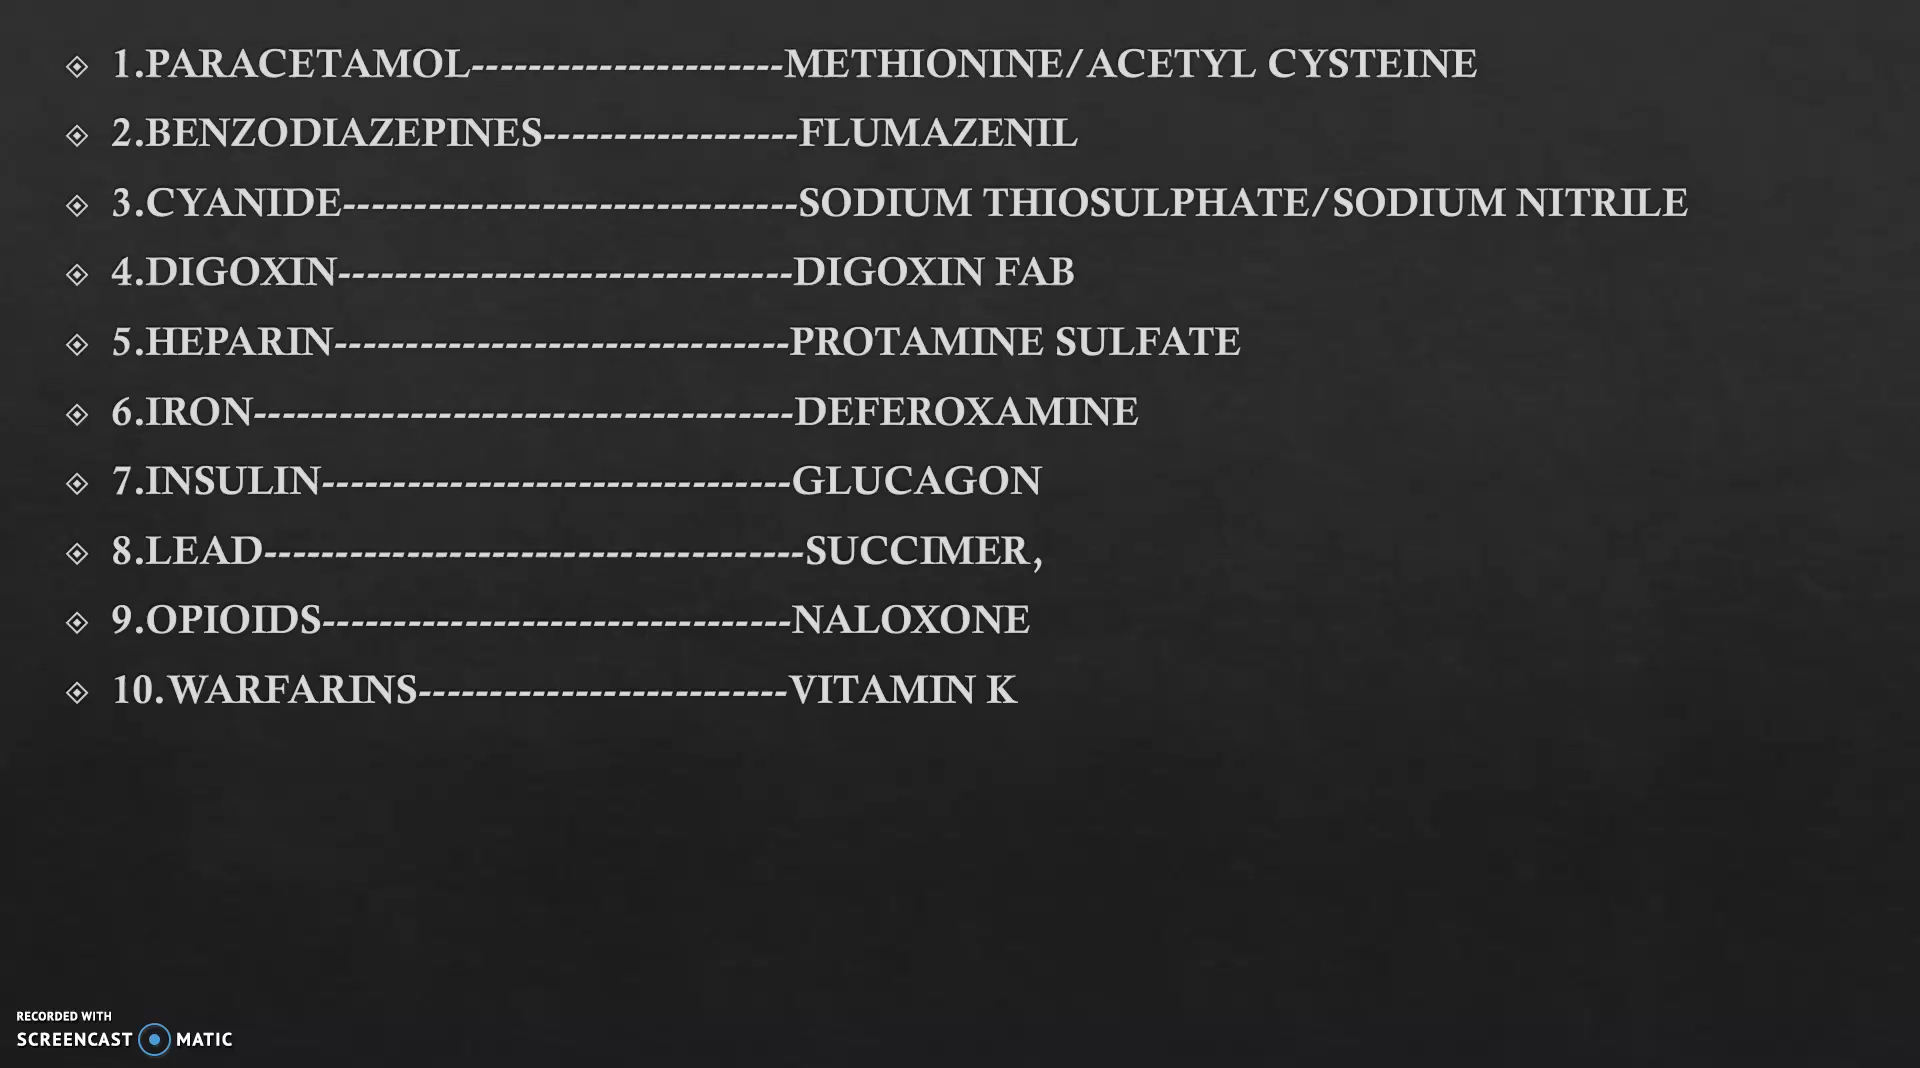 1.PARACETAMOL----------------------METHIONINE/ACETYL CYSTEINE
2.BENZODIAZEPINES------------------FLUMAZENIL
3.CYANIDE--------------------------------SODIUM THIOSULPHATE/SODIUM NITRILE
4.DIGOXIN--------------------------------DIGOXIN FAB
5.HEPARIN--------------------------------PROTAMINE SULFATE
6.IRON--------------------------------------DEFEROXAMINE
7.INSULIN---------------------------------GLUCAGON
8.LEAD--------------------------------------SUCCIMER,
9.OPIOIDS---------------------------------NALOXONE
10.WARFARINS--------------------------VITAMIN K
RECORDED WITH
SCREENCAST MATIC